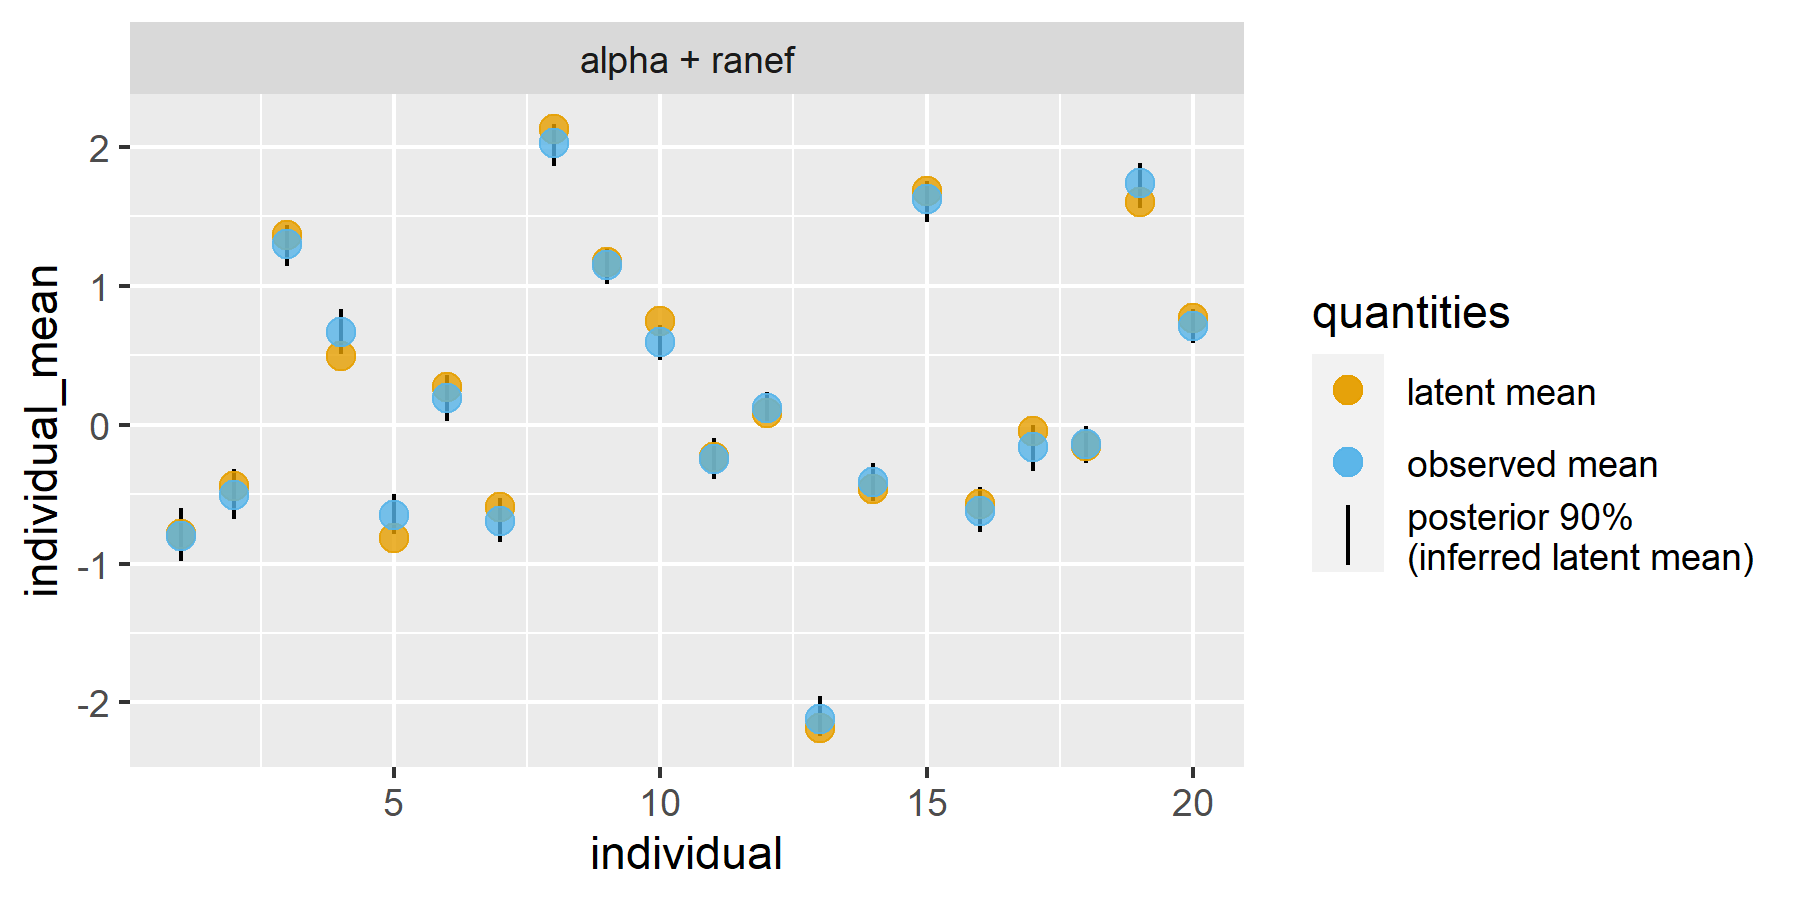 alpha + ranef
individual_mean
2
1
0
-1
-2
5
10
15
20
individual
quantities
latent mean
observed mean
posterior 90%
(inferred latent mean)